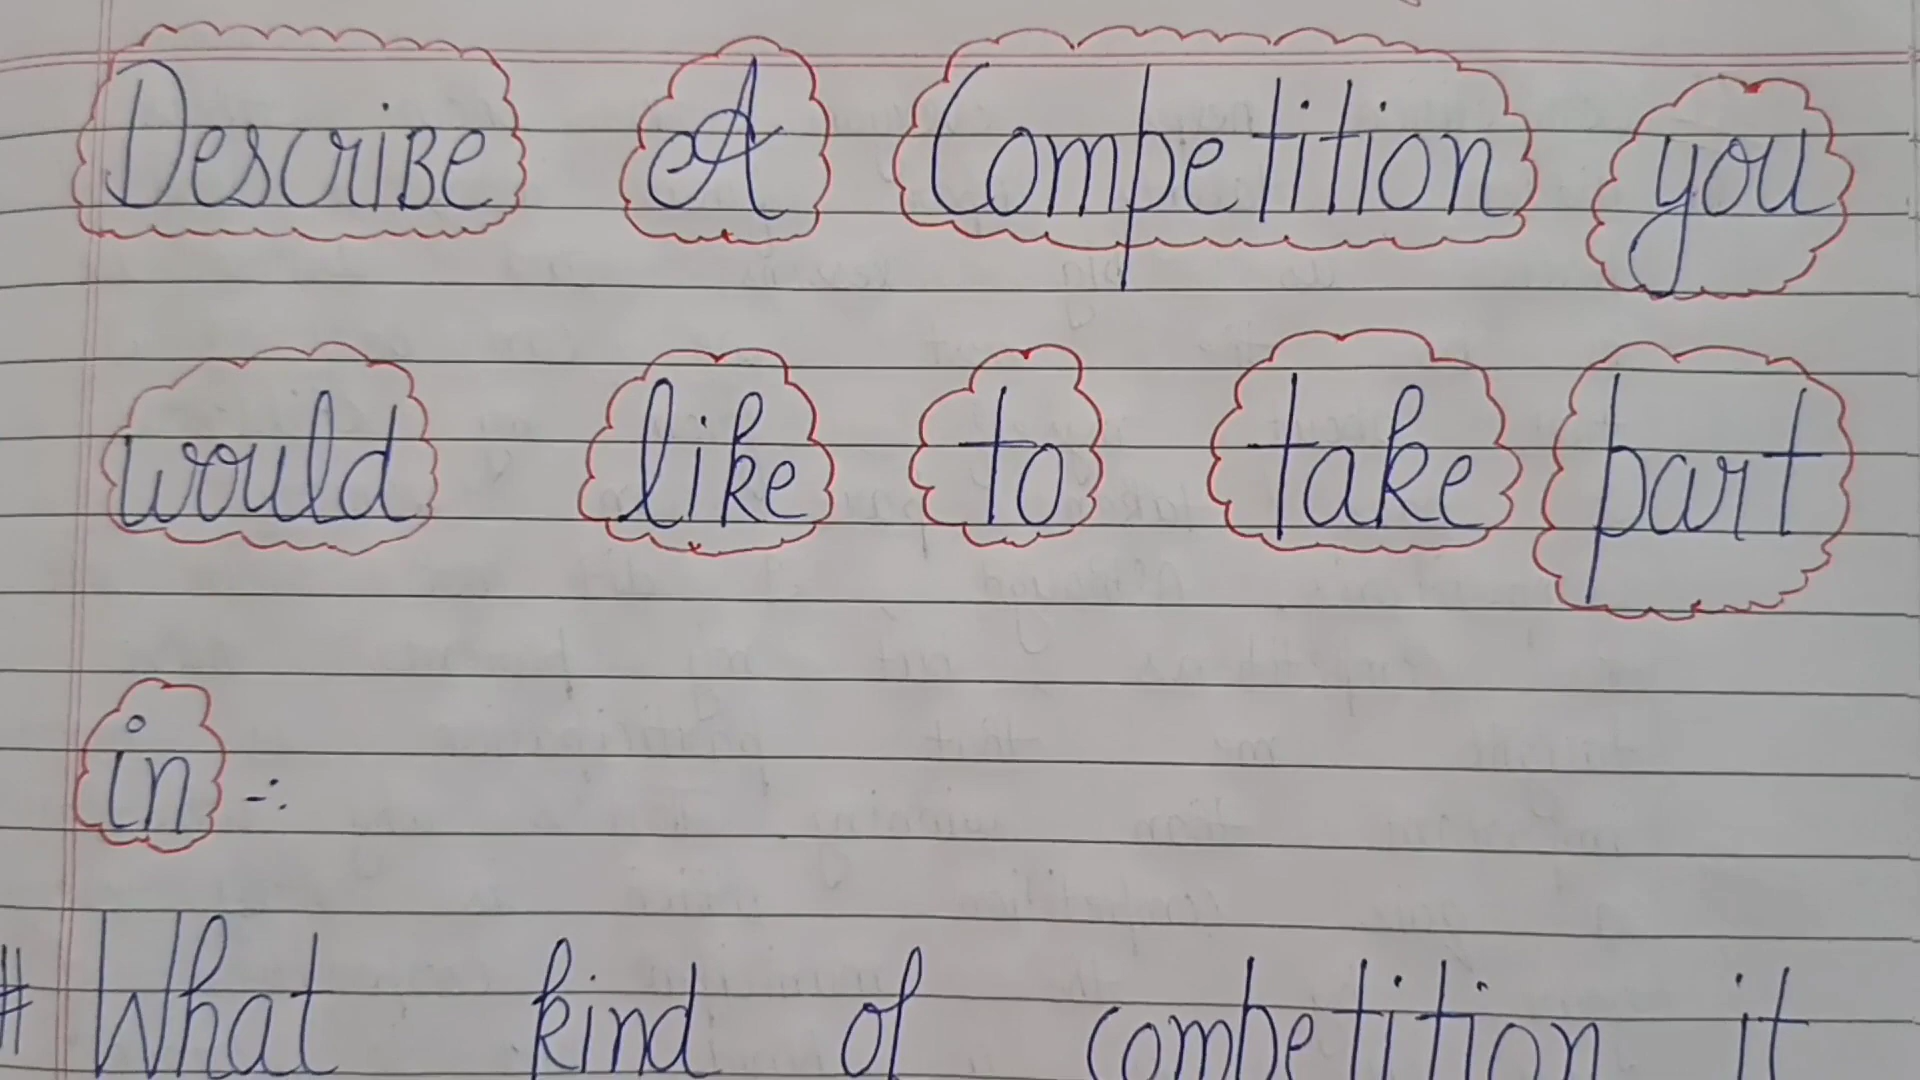 Describe A Competition you
would like to take part
in :-
# What kind of competition it